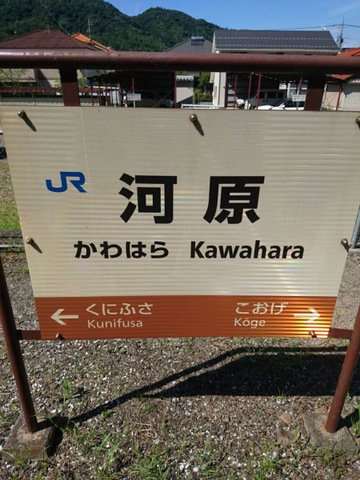 JR 河原
かわはら Kawahara
← くにふさ こおげ →
Kunifusa Kōge